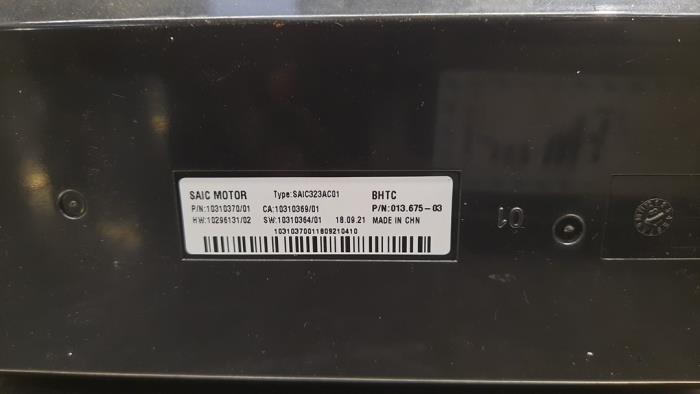 SAIC MOTOR Type:SAIC323AC01 BHTC
P/N:10310370/01 CA:10310369/01 P/N:013.675-03
HW:10296131/02 SW:10310364/01 18.09.21 MADE IN CHN
10310370011809210410
01